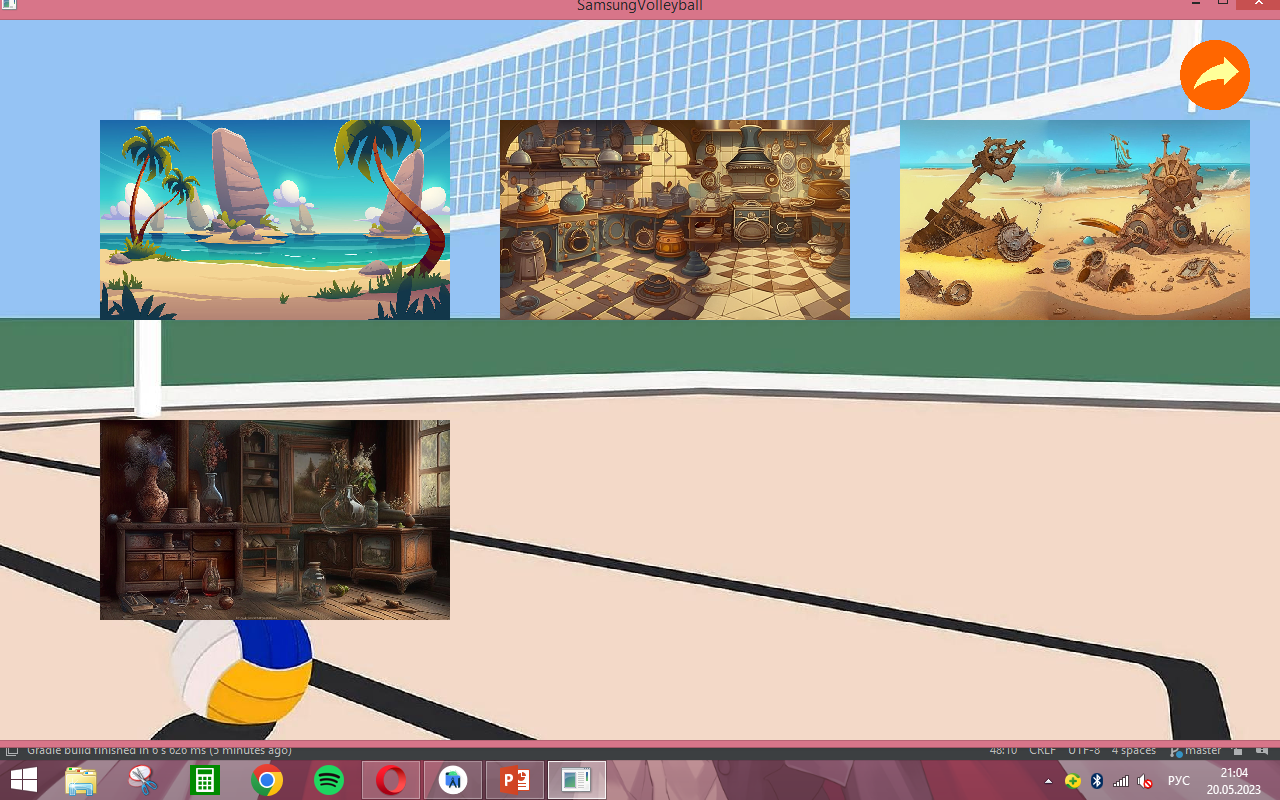 SamsungVolleyball
Gradle build finished in 6 s 626 ms (5 minutes ago)
48:10 CRLF UTF-8 4 spaces master
РУС
21:04
20.05.2023